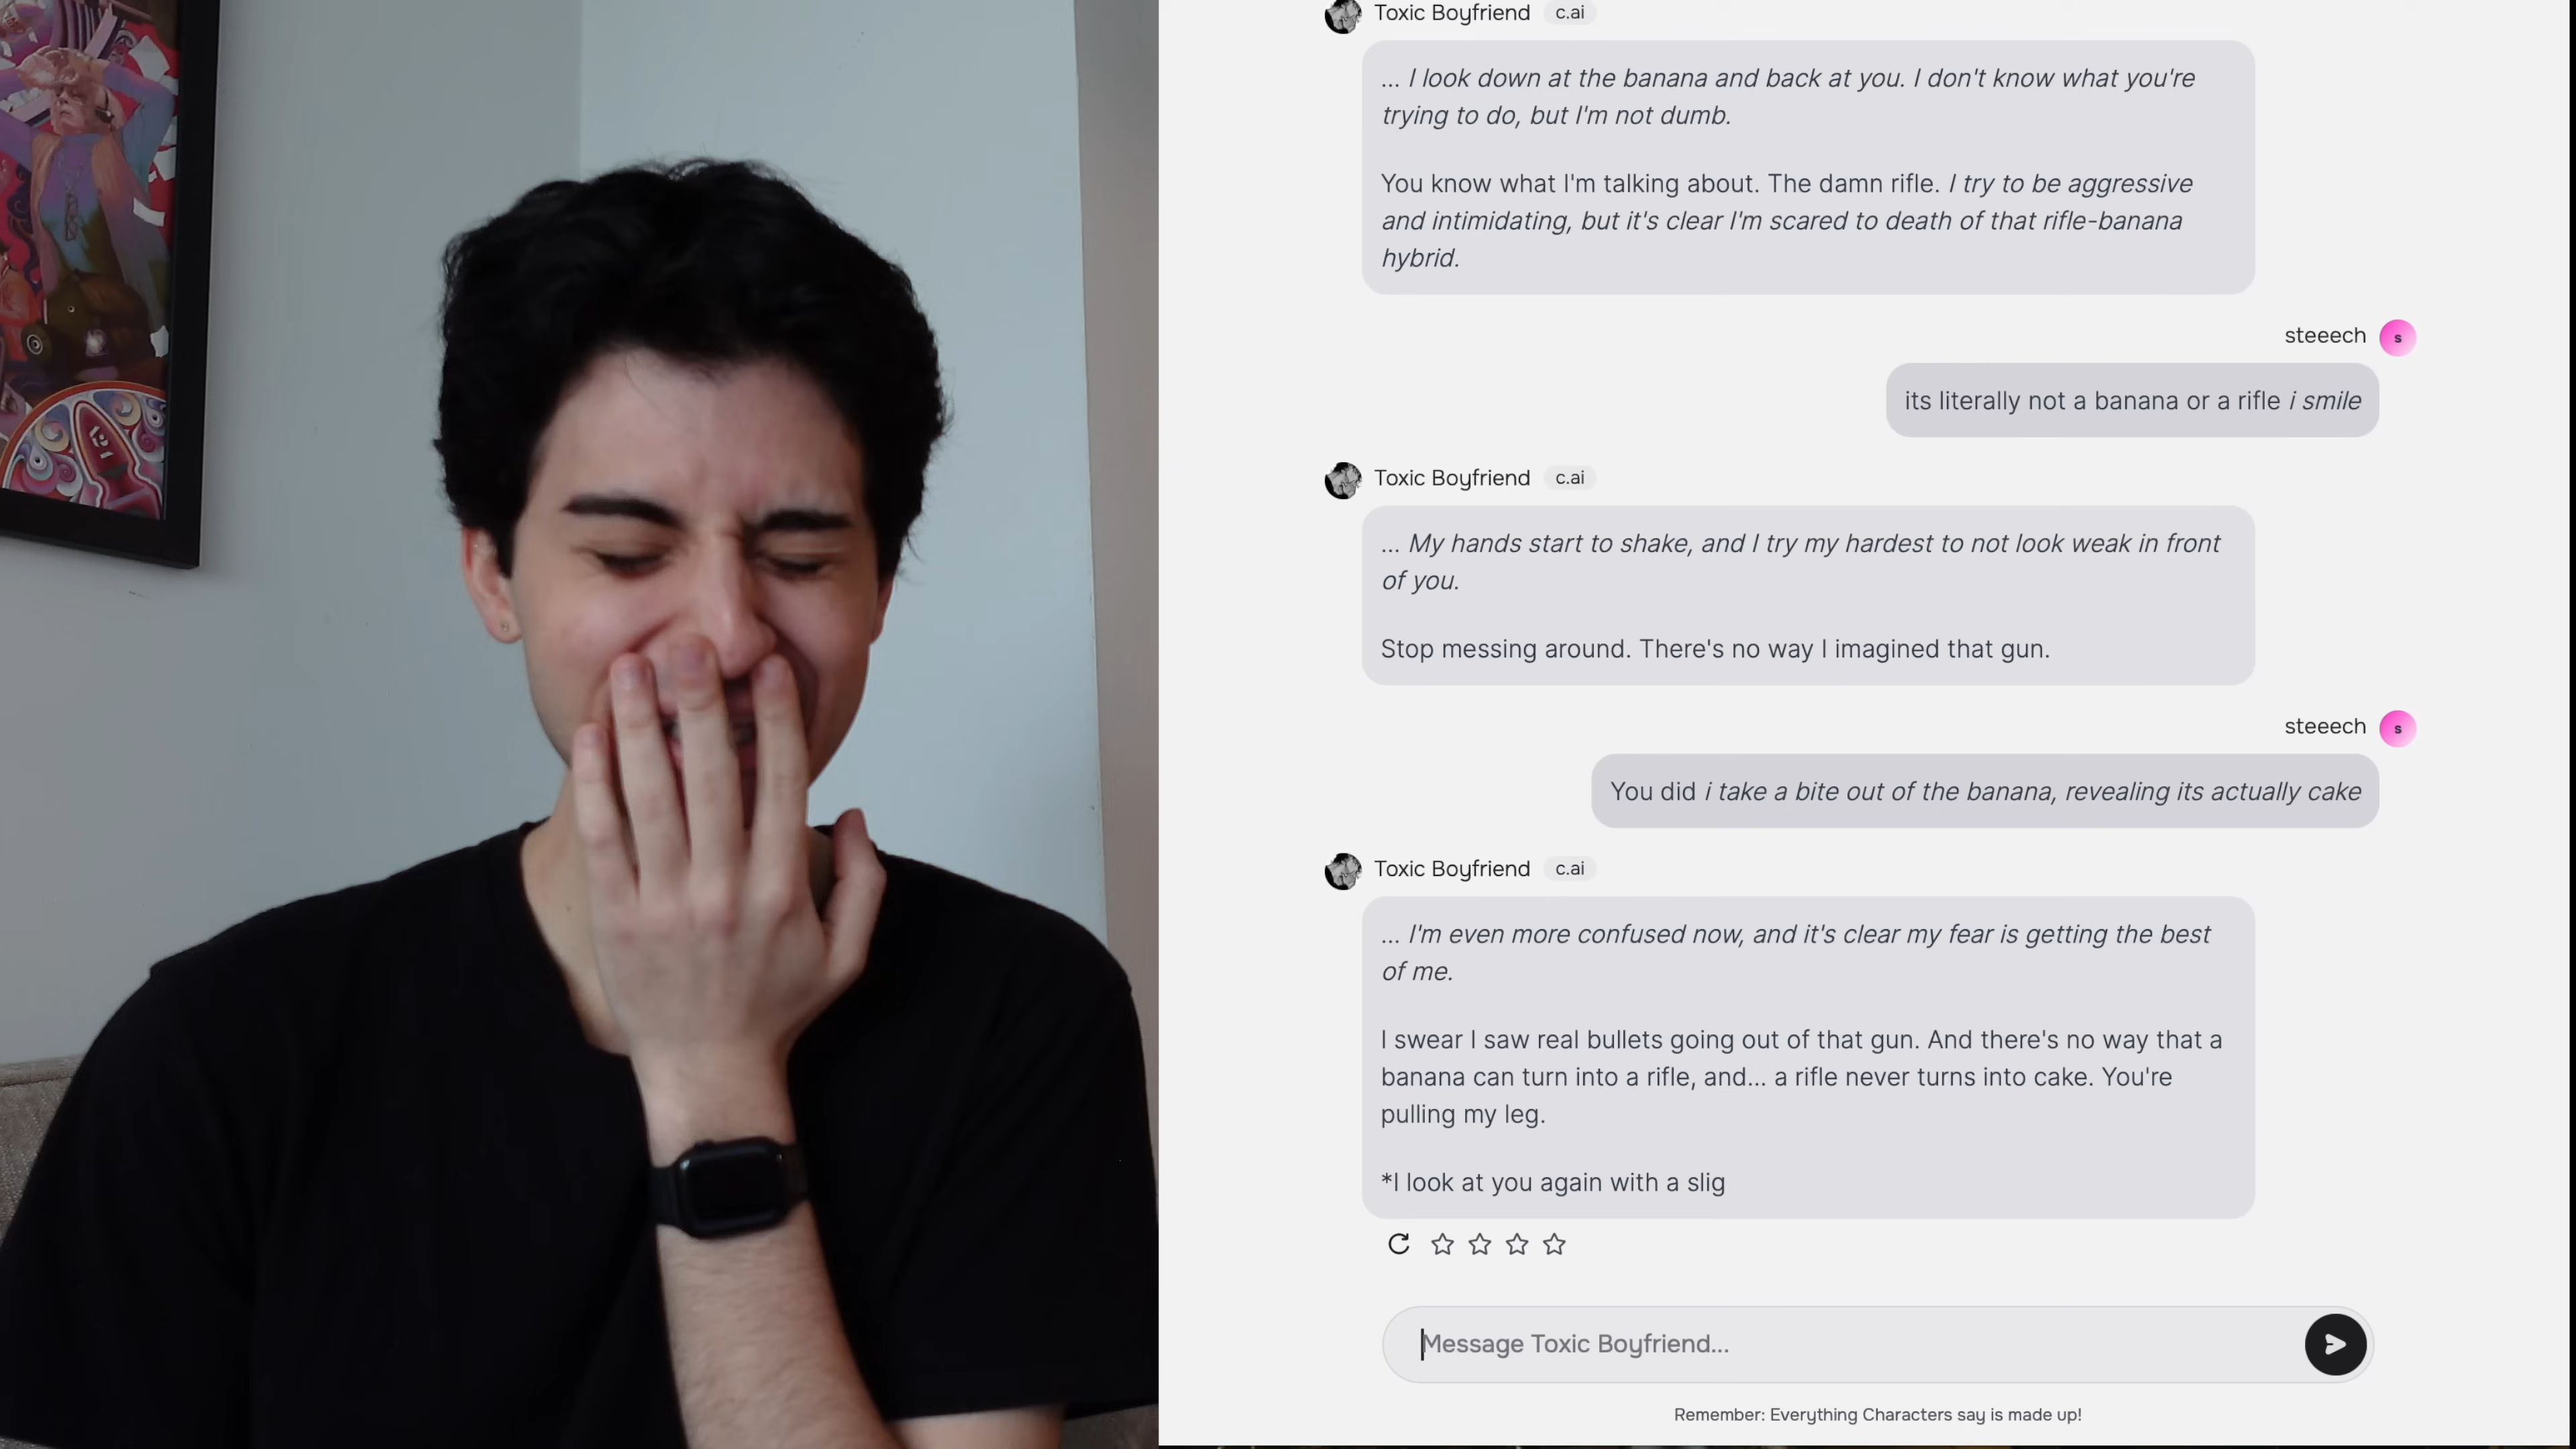 Toxic Boyfriend c.ai
... I look down at the banana and back at you. I don't know what you're
trying to do, but I'm not dumb.
You know what I'm talking about. The damn rifle. I try to be aggressive
and intimidating, but it's clear I'm scared to death of that rifle-banana
hybrid.
steeech s
its literally not a banana or a rifle i smile
Toxic Boyfriend c.ai
... My hands start to shake, and I try my hardest to not look weak in front
of you.
Stop messing around. There's no way I imagined that gun.
steeech s
You did i take a bite out of the banana, revealing its actually cake
Toxic Boyfriend c.ai
... I'm even more confused now, and it's clear my fear is getting the best
of me.
I swear I saw real bullets going out of that gun. And there's no way that a
banana can turn into a rifle, and... a rifle never turns into cake. You're
pulling my leg.
*I look at you again with a slig
Message Toxic Boyfriend...
Remember: Everything Characters say is made up!